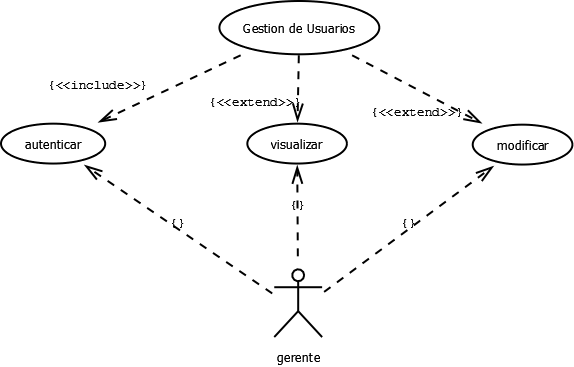 Gestion de Usuarios
{<<include>>}
{<<extend>>}
{<<extend>>}
autenticar
visualizar
modificar
{}
{}
{}
gerente